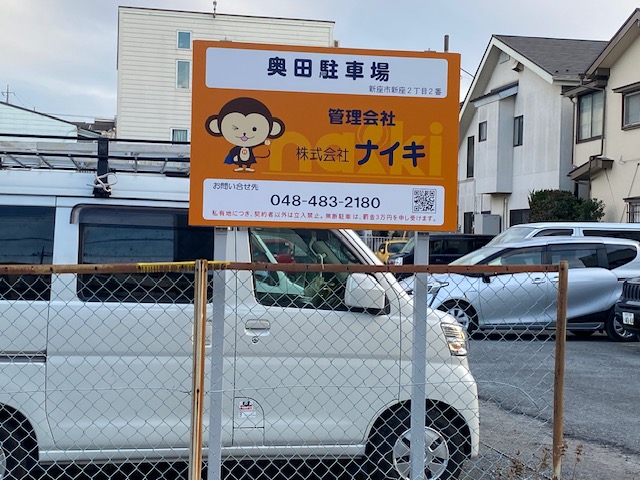 奥田駐車場
新座市新座2丁目2番
管理会社
naiki
株式会社 ナイキ
お問い合せ先
048-483-2180
私有地につき、契約者以外は立入禁止。無断駐車は、罰金3万円を申し受けます。